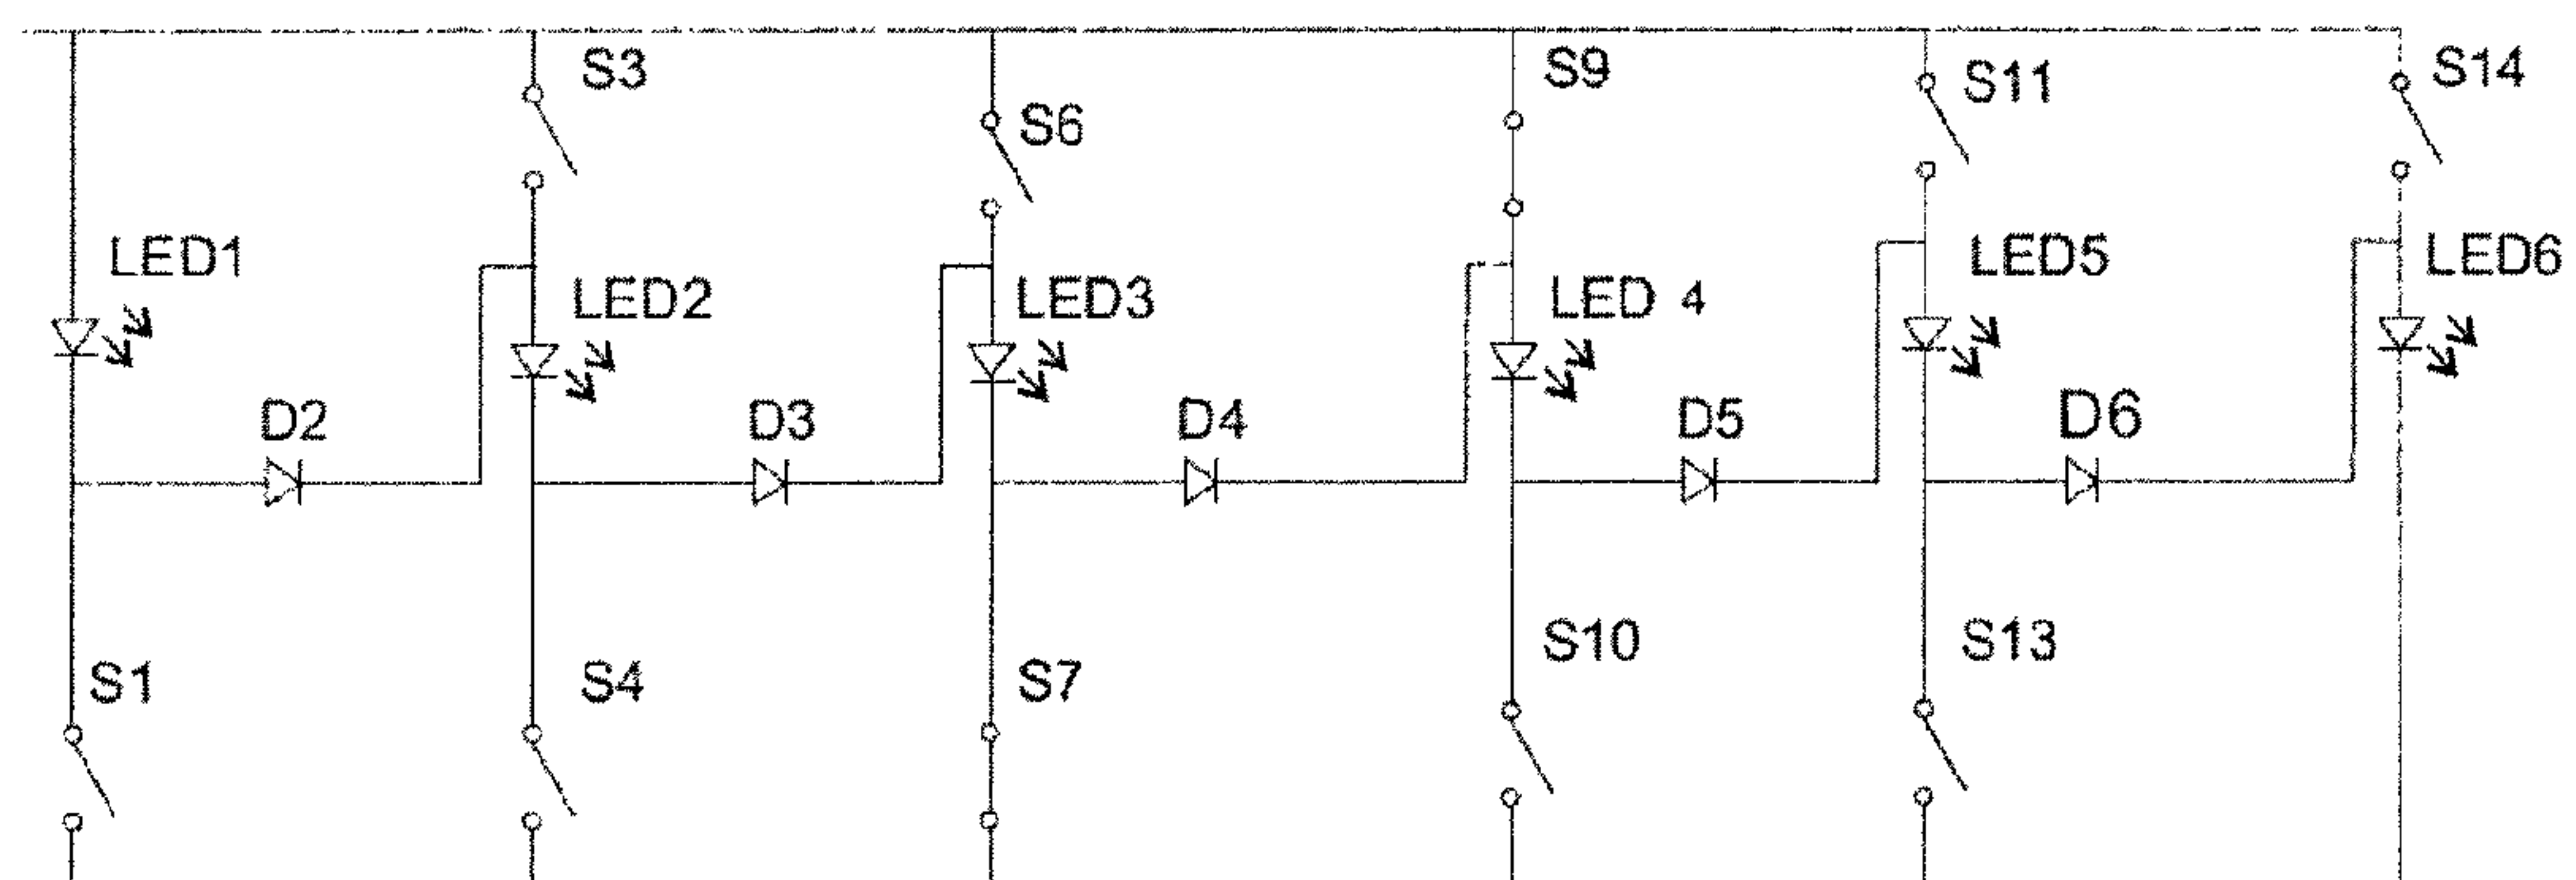 S3 S9 S11 S14
S6
LED1 LED2 LED3 LED 4 LED5 LED6
D2 D3 D4 D5 D6
S1 S4 S7 S10 S13